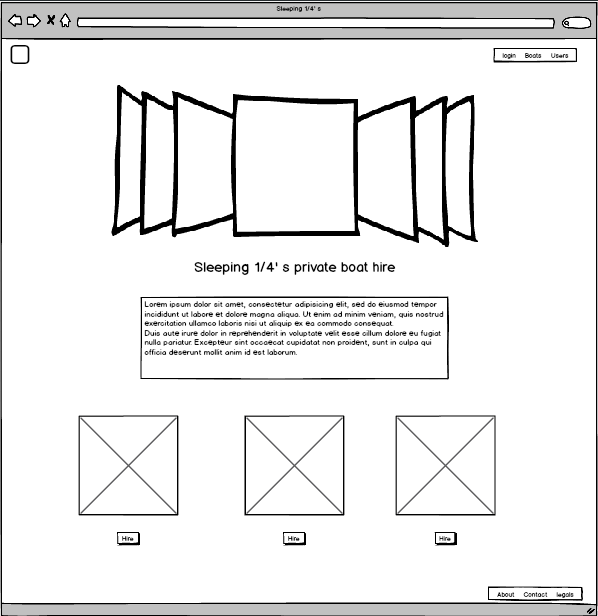 Sleeping 1/4' s
login Boats Users
Sleeping 1/4' s private boat hire
Lorem ipsum dolor sit amet, consectetur adipisicing elit, sed do eiusmod tempor
incididunt ut labore et dolore magna aliqua. Ut enim ad minim veniam, quis nostrud
exercitation ullamco laboris nisi ut aliquip ex ea commodo consequat.
Duis aute irure dolor in reprehenderit in voluptate velit esse cillum dolore eu fugiat
nulla pariatur. Excepteur sint occaecat cupidatat non proident, sunt in culpa qui
officia deserunt mollit anim id est laborum.
Hire Hire Hire
About Contact legals